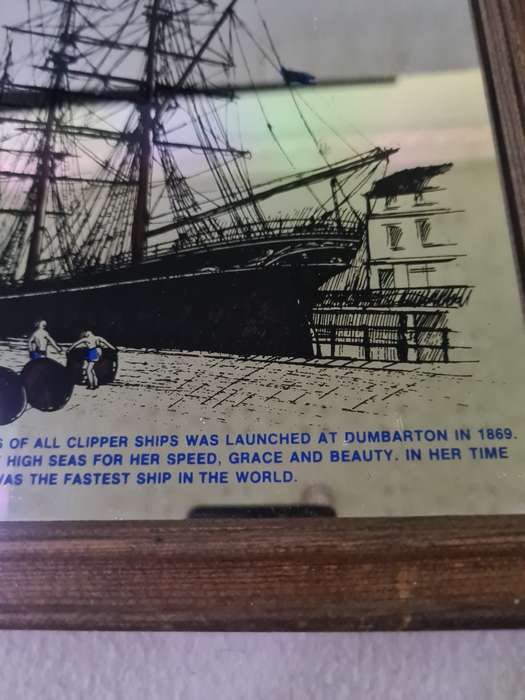 OF ALL CLIPPER SHIPS WAS LAUNCHED AT DUMBARTON IN 1869.
HIGH SEAS FOR HER SPEED, GRACE AND BEAUTY. IN HER TIME
WAS THE FASTEST SHIP IN THE WORLD.